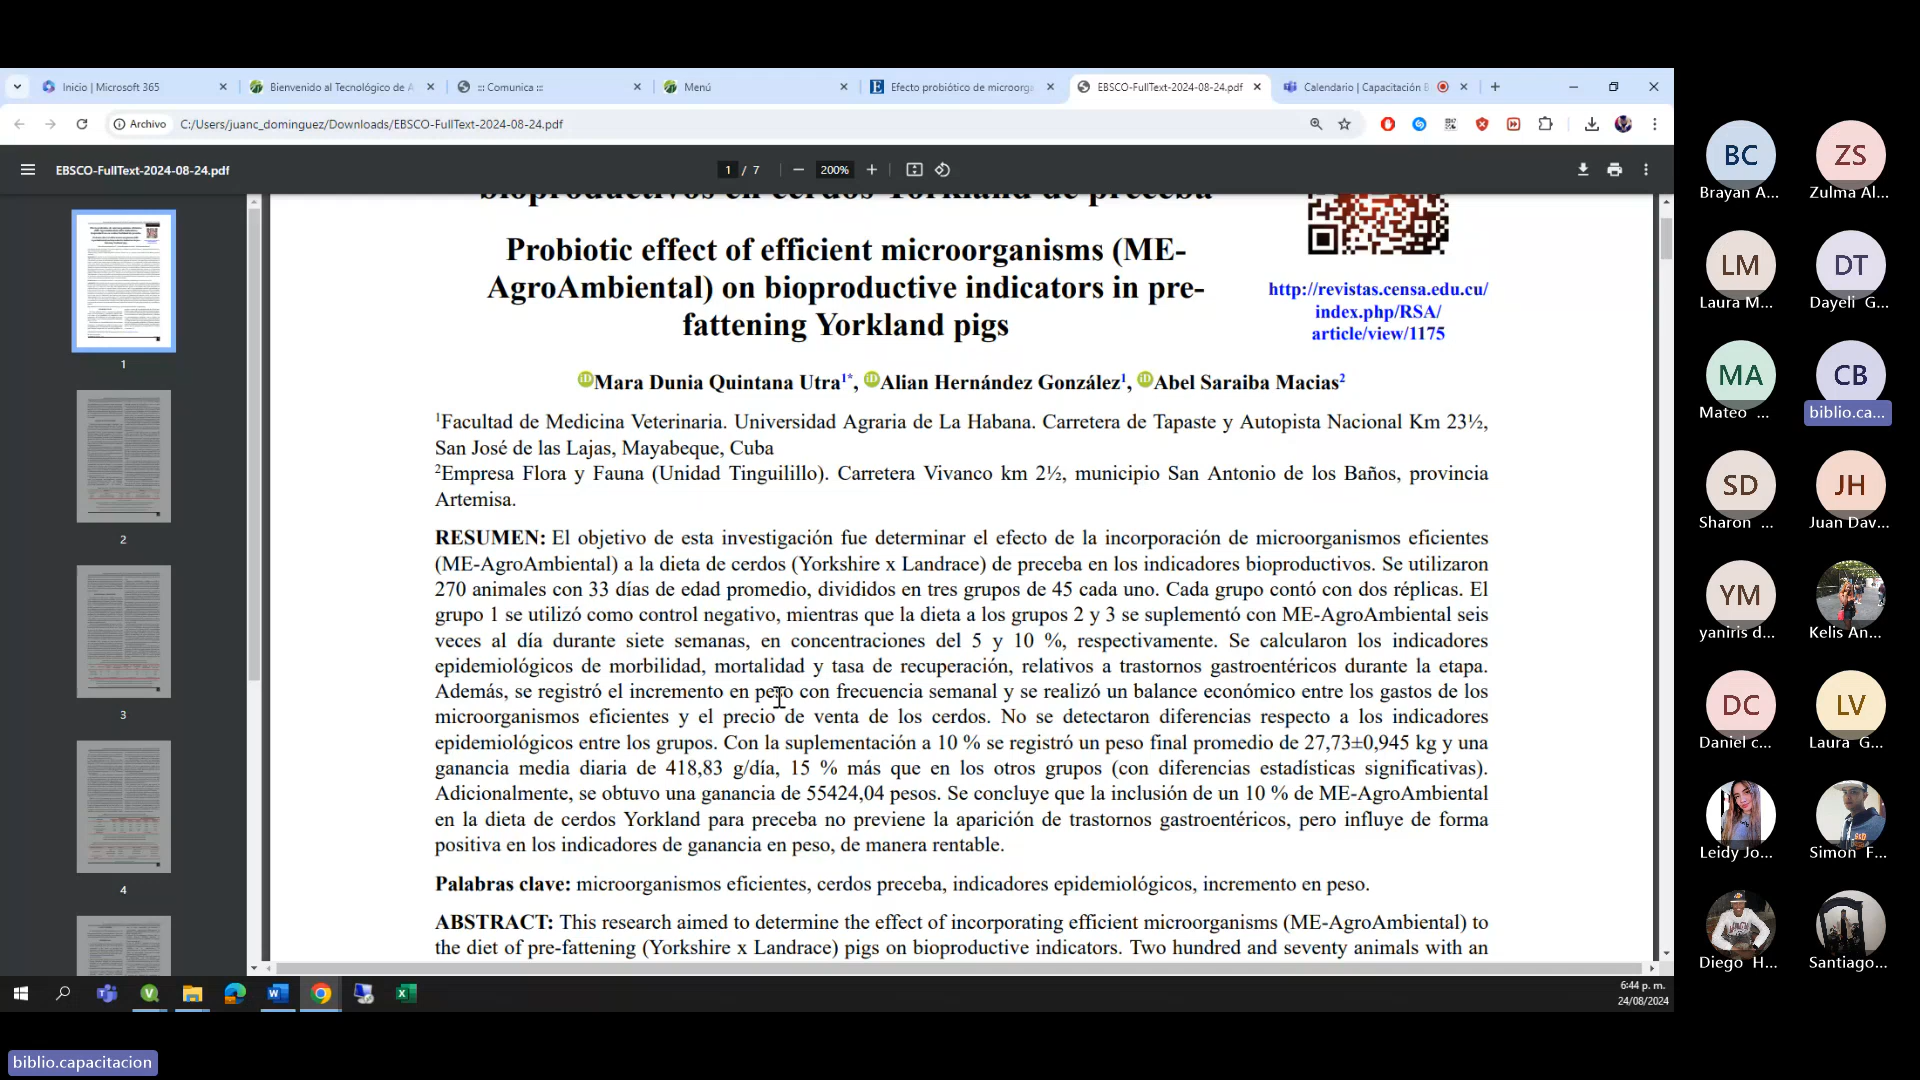 Inicio | Microsoft 365
Bienvenido al Tecnológico de A
::: Comunica :::
Menú
Efecto probiótico de microorga
EBSCO-FullText-2024-08-24.pdf
Calendario | Capacitación B
Archivo
C:/Users/juanc_dominguez/Downloads/EBSCO-FullText-2024-08-24.pdf
EBSCO-FullText-2024-08-24.pdf
1 / 7
200%
bioproductivos en cerdos Yorkland de preceba
Probiotic effect of efficient microorganisms (ME-
AgroAmbiental) on bioproductive indicators in pre-
fattening Yorkland pigs
http://revistas.censa.edu.cu/
index.php/RSA/
article/view/1175
Mara Dunia Quintana Utra1*, Alian Hernández González1, Abel Saraiba Macias2
1Facultad de Medicina Veterinaria. Universidad Agraria de La Habana. Carretera de Tapaste y Autopista Nacional Km 23½,
San José de las Lajas, Mayabeque, Cuba
2Empresa Flora y Fauna (Unidad Tinguilillo). Carretera Vivanco km 2½, municipio San Antonio de los Baños, provincia
Artemisa.
RESUMEN: El objetivo de esta investigación fue determinar el efecto de la incorporación de microorganismos eficientes
(ME-AgroAmbiental) a la dieta de cerdos (Yorkshire x Landrace) de preceba en los indicadores bioproductivos. Se utilizaron
270 animales con 33 días de edad promedio, divididos en tres grupos de 45 cada uno. Cada grupo contó con dos réplicas. El
grupo 1 se utilizó como control negativo, mientras que la dieta a los grupos 2 y 3 se suplementó con ME-AgroAmbiental seis
veces al día durante siete semanas, en concentraciones del 5 y 10 %, respectivamente. Se calcularon los indicadores
epidemiológicos de morbilidad, mortalidad y tasa de recuperación, relativos a trastornos gastroentéricos durante la etapa.
Además, se registró el incremento en peso con frecuencia semanal y se realizó un balance económico entre los gastos de los
microorganismos eficientes y el precio de venta de los cerdos. No se detectaron diferencias respecto a los indicadores
epidemiológicos entre los grupos. Con la suplementación a 10 % se registró un peso final promedio de 27,73±0,945 kg y una
ganancia media diaria de 418,83 g/día, 15 % más que en los otros grupos (con diferencias estadísticas significativas).
Adicionalmente, se obtuvo una ganancia de 55424,04 pesos. Se concluye que la inclusión de un 10 % de ME-AgroAmbiental
en la dieta de cerdos Yorkland para preceba no previene la aparición de trastornos gastroentéricos, pero influye de forma
positiva en los indicadores de ganancia en peso, de manera rentable.
Palabras clave: microorganismos eficientes, cerdos preceba, indicadores epidemiológicos, incremento en peso.
ABSTRACT: This research aimed to determine the effect of incorporating efficient microorganisms (ME-AgroAmbiental) to
the diet of pre-fattening (Yorkshire x Landrace) pigs on bioproductive indicators. Two hundred and seventy animals with an
1
2
3
4
6:44 p. m.
24/08/2024
BC
Brayan A...
ZS
Zulma Al...
LM
Laura M...
DT
Dayeli G...
MA
Mateo ...
CB
biblio.ca...
SD
Sharon ...
JH
Juan Dav...
YM
yaniris d...
Kelis An...
DC
Daniel c...
LV
Laura G...
Leidy Jo...
Simon F...
Diego H...
Santiago...
biblio.capacitacion